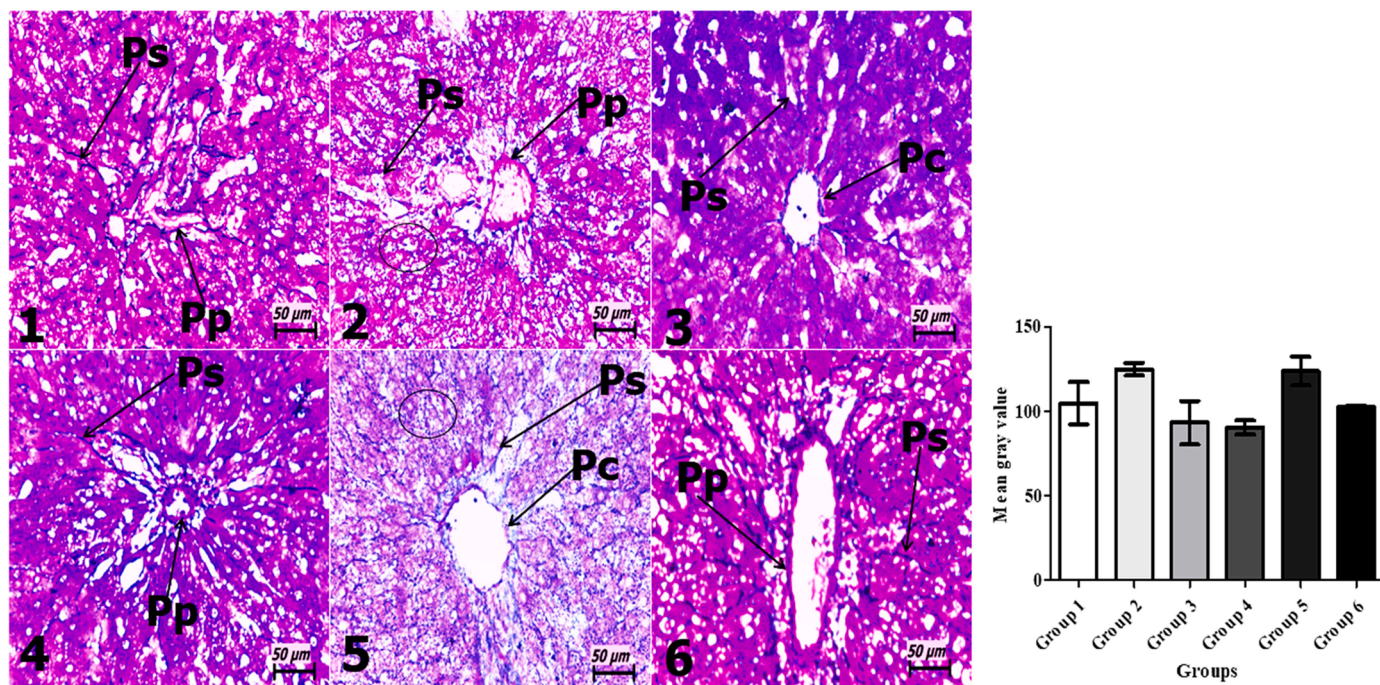 Ps
Pp
50 µm
1
Ps
Pp
50 µm
2
Ps
Pc
50 µm
3
Ps
Pp
50 µm
4
Ps
Pc
50 µm
5
Pp
Ps
50 µm
6
150
100
50
0
Mean gray value
Group 1
Group 2
Group 3
Group 4
Group 5
Group 6
Groups